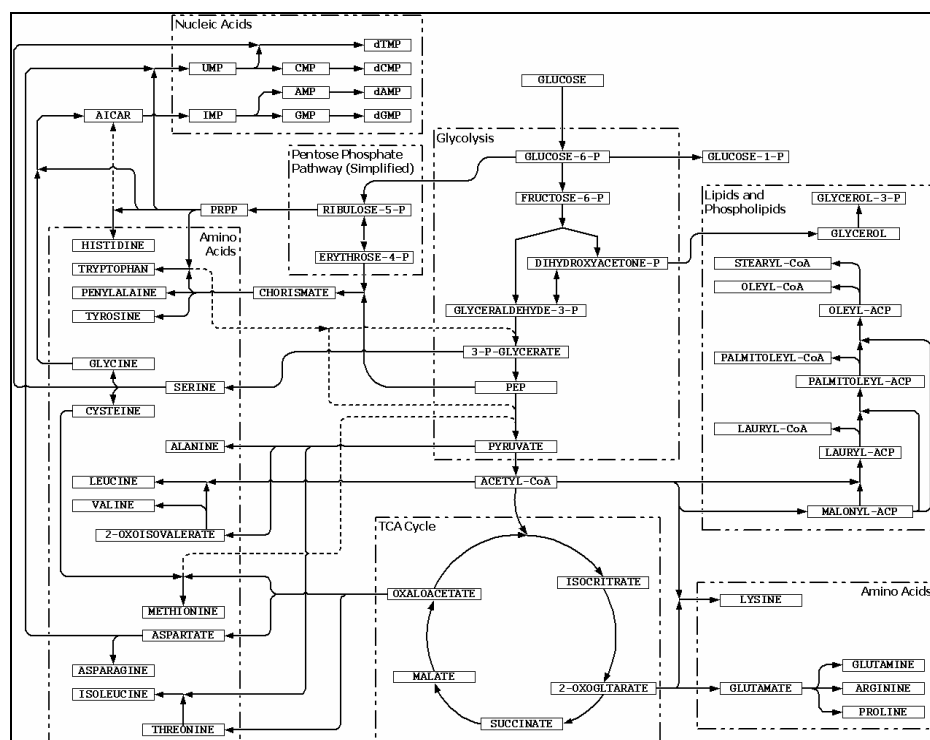 Nucleic Acids
dTMP
UMP
CMP
dCMP
AMP
dAMP
AICAR
IMP
GMP
dGMP
GLUCOSE
Glycolysis
GLUCOSE-6-P
GLUCOSE-1-P
FRUCTOSE-6-P
DIHYDROXYACETONE-P
GLYCERALDEHYDE-3-P
3-P-GLYCERATE
PEP
PYRUVATE
ACETYL-CoA
Pentose Phosphate
Pathway (Simplified)
PRPP
RIBULOSE-5-P
ERYTHROSE-4-P
CHORISMATE
Lipids and
Phospholipids
GLYCEROL-3-P
GLYCEROL
STEARYL-CoA
OLEYL-CoA
OLEYL-ACP
PALMITOLEYL-CoA
PALMITOLEYL-ACP
LAURYL-CoA
LAURYL-ACP
MALONYL-ACP
Amino
Acids
HISTIDINE
TRYPTOPHAN
PENYLALAINE
TYROSINE
GLYCINE
SERINE
CYSTEINE
ALANINE
LEUCINE
VALINE
2-OXOISOVALERATE
METHIONINE
ASPARTATE
ASPARAGINE
ISOLEUCINE
THREONINE
TCA Cycle
ISOCRITRATE
OXALOACETATE
MALATE
2-OXOGLTARATE
SUCCINATE
Amino Acids
LYSINE
GLUTAMINE
GLUTAMATE
ARGININE
PROLINE